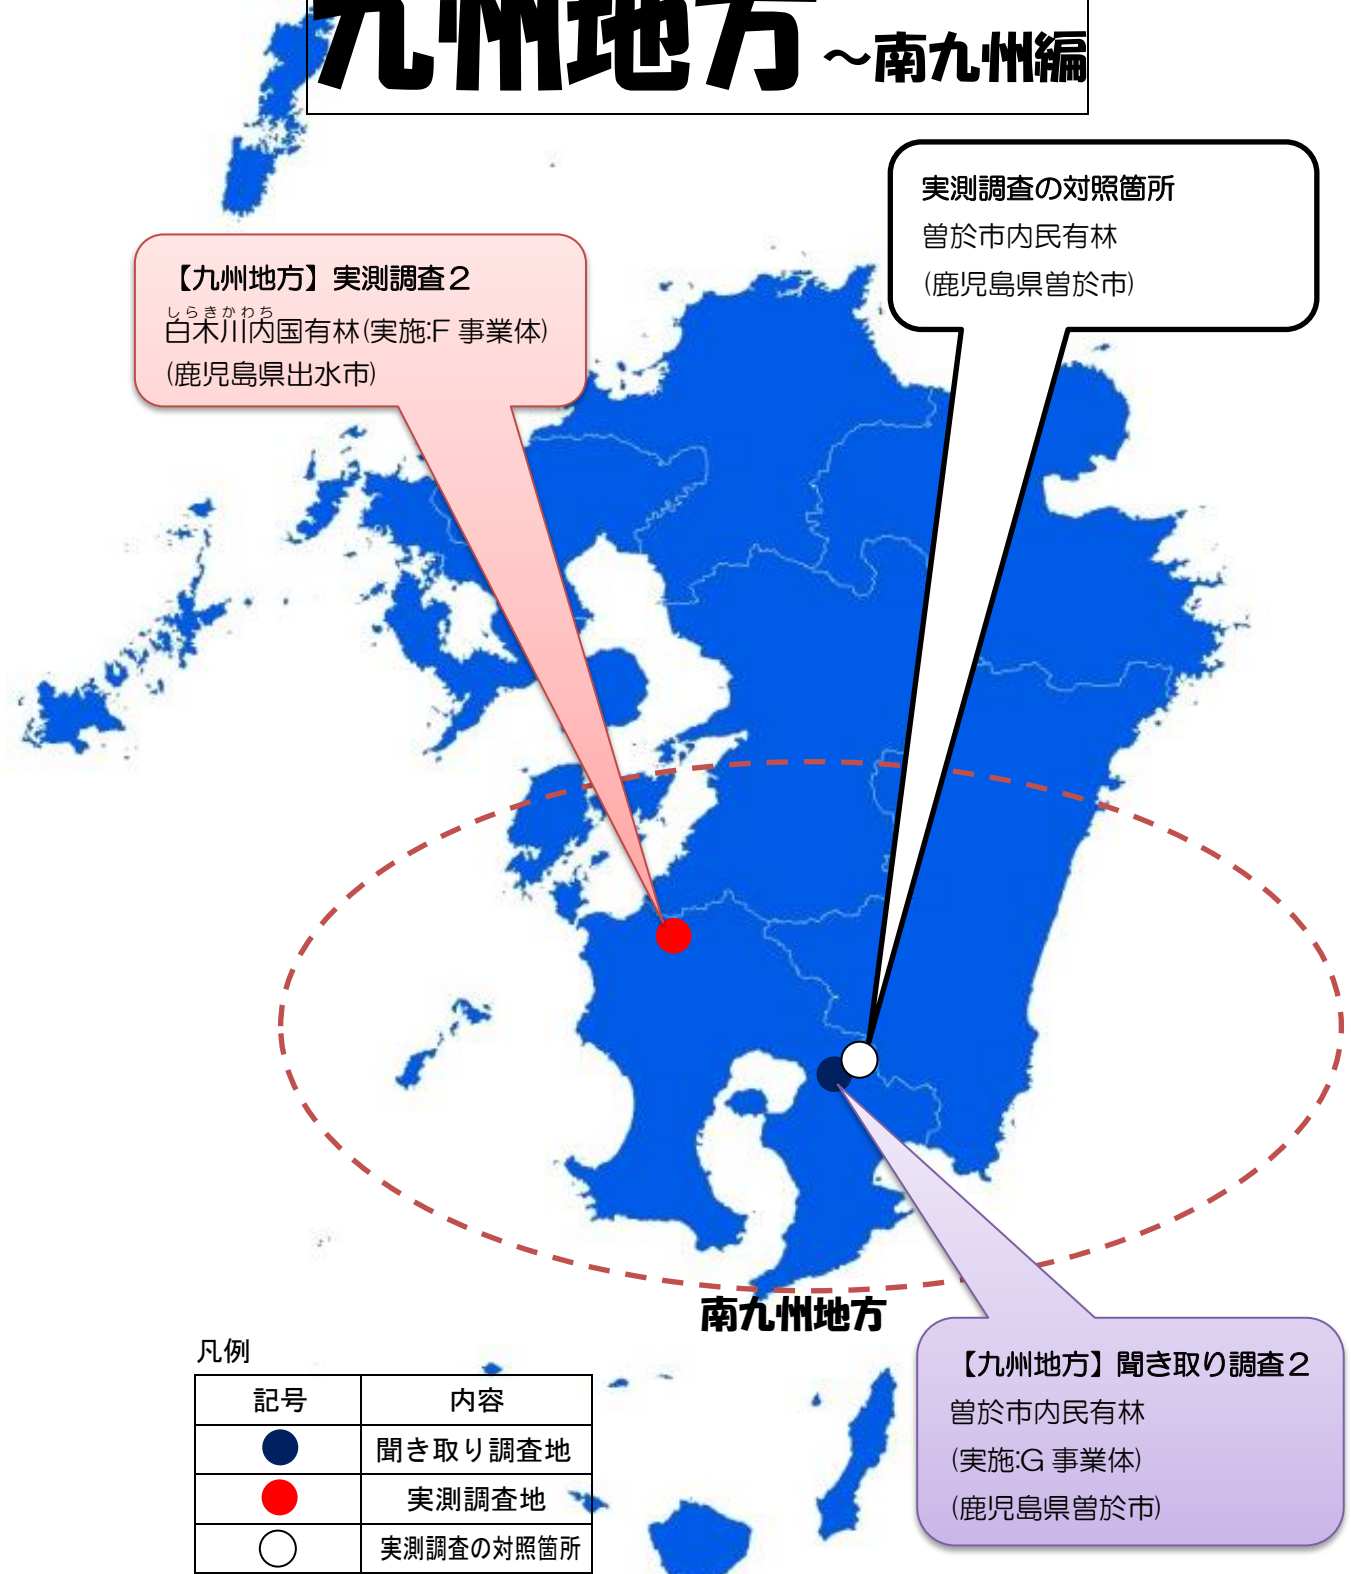 九州地方～南九州編
実測調査の対照箇所
曽於市内民有林
(鹿児島県曽於市)
【九州地方】実測調査２
しらきかわち
白木川内国有林(実施:F 事業体)
(鹿児島県出水市)
南九州地方
【九州地方】聞き取り調査２
曽於市内民有林
(実施:G 事業体)
(鹿児島県曽於市)
凡例
記号 内容
聞き取り調査地
実測調査地
実測調査の対照箇所